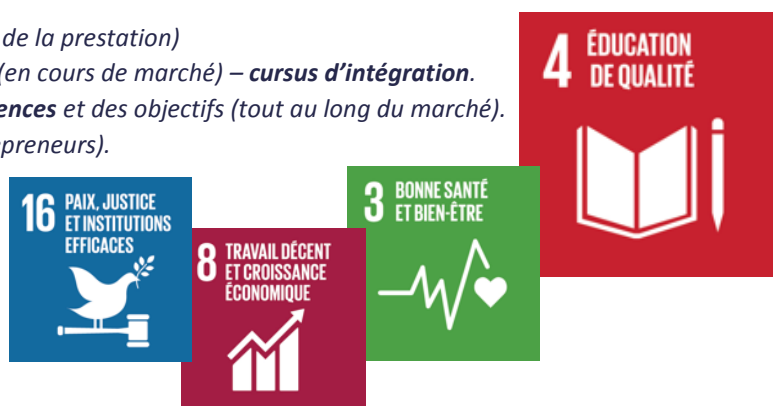 de la prestation)
(en cours de marché) – cursus d'intégration.
ences et des objectifs (tout au long du marché).
preneurs).
4 ÉDUCATION
DE QUALITÉ
16 PAIX, JUSTICE
ET INSTITUTIONS
EFFICACES
8 TRAVAIL DÉCENT
ET CROISSANCE
ÉCONOMIQUE
3 BONNE SANTÉ
ET BIEN-ÊTRE